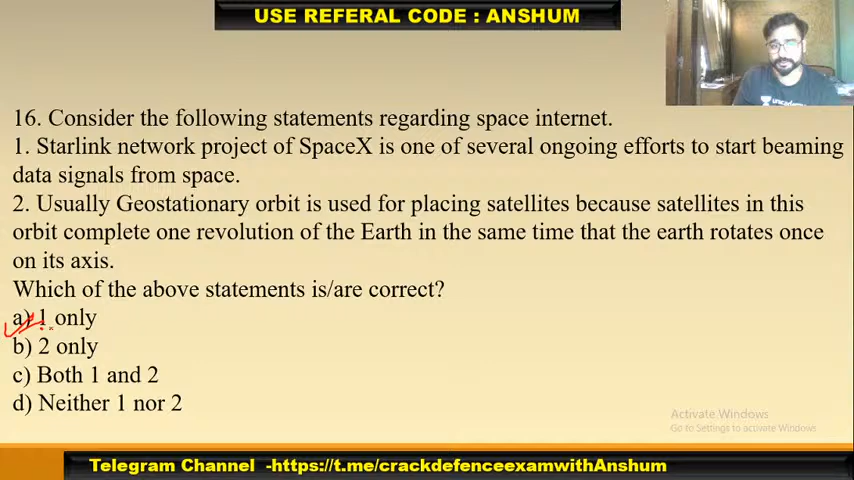 USE REFERAL CODE : ANSHUM
16. Consider the following statements regarding space internet.
1. Starlink network project of SpaceX is one of several ongoing efforts to start beaming
data signals from space.
2. Usually Geostationary orbit is used for placing satellites because satellites in this
orbit complete one revolution of the Earth in the same time that the earth rotates once
on its axis.
Which of the above statements is/are correct?
a) 1 only
b) 2 only
c) Both 1 and 2
d) Neither 1 nor 2
Activate Windows
Go to Settings to activate Windows
Telegram Channel -https://t.me/crackdefenceexamwithAnshum